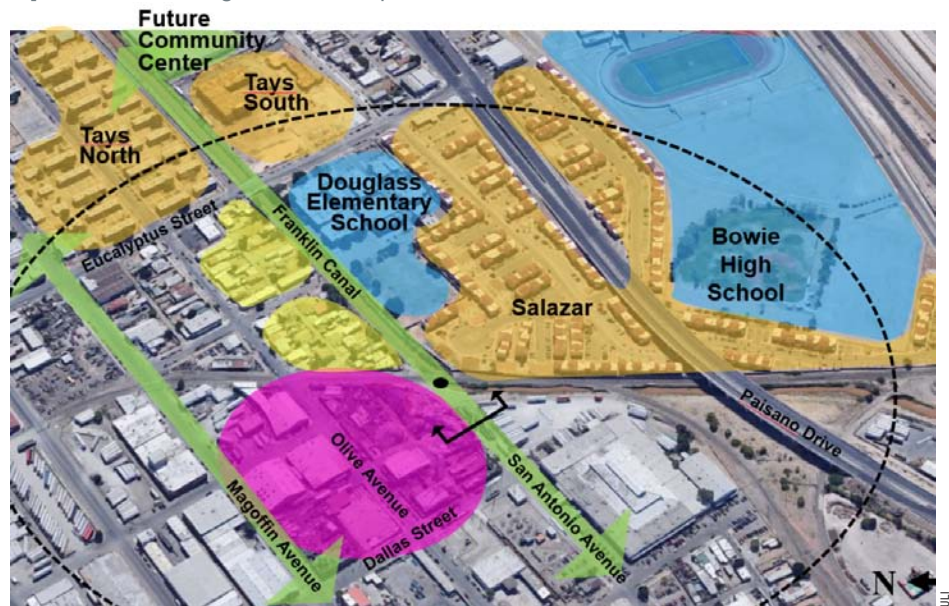 Future
Community
Center
Tays
South
Tays
North
Douglass
Elementary
School
Eucalyptus Street
Franklin Canal
Bowie
High
School
Salazar
Paisano Drive
Olive Avenue
Magoffin Avenue
San Antonio Avenue
Dallas Street
N